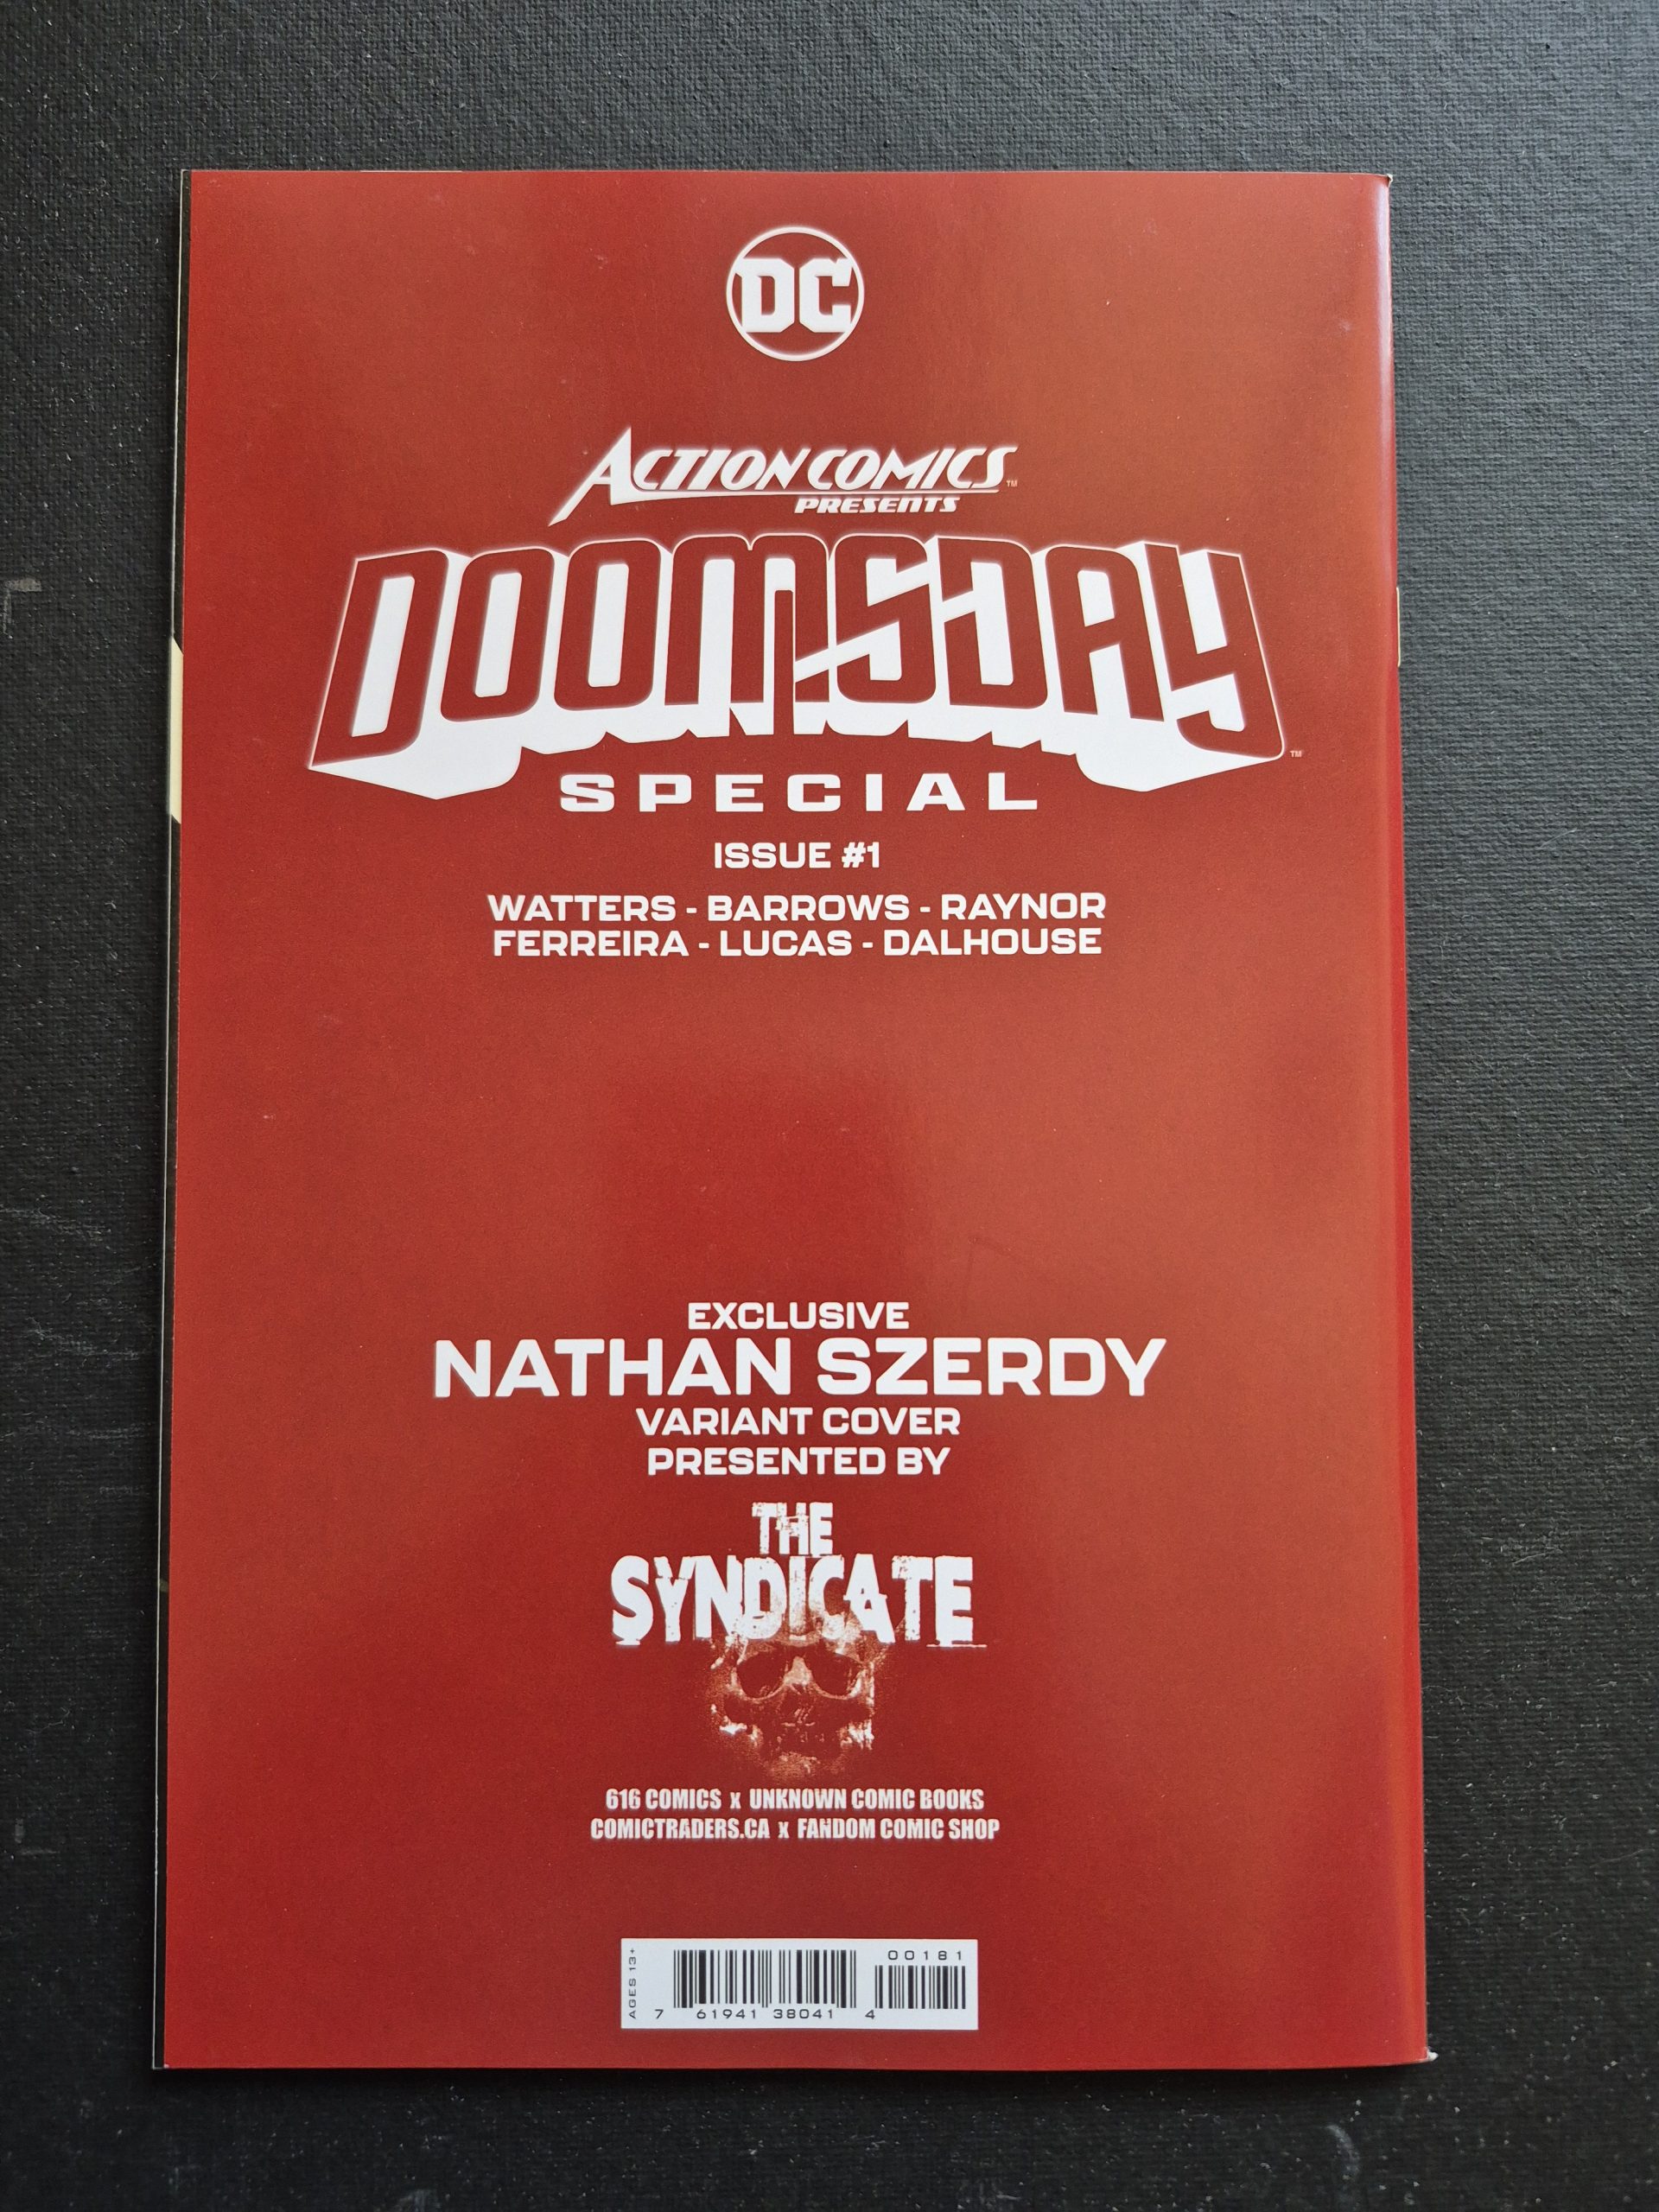 DC
ACTION COMICS™
PRESENTS
DOOMSDAY™
SPECIAL
ISSUE #1
WATTERS - BARROWS - RAYNOR
FERREIRA - LUCAS - DALHOUSE
EXCLUSIVE
NATHAN SZERDY
VARIANT COVER
PRESENTED BY
THE
SYNDICATE
616 COMICS x UNKNOWN COMIC BOOKS
COMICTRADERS.CA x FANDOM COMIC SHOP
AGES 13+
00181
7 61941 38041 4